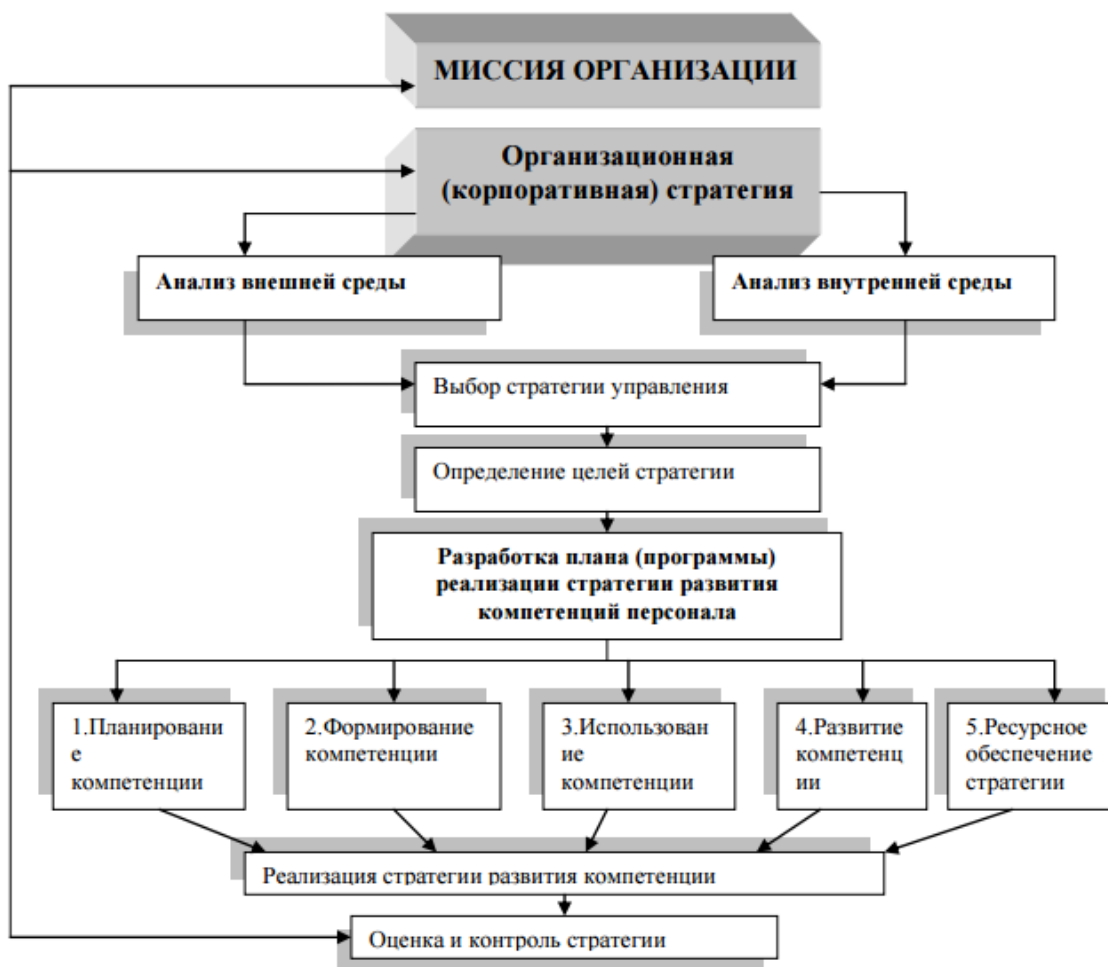 МИССИЯ ОРГАНИЗАЦИИ
Организационная
(корпоративная) стратегия
Анализ внешней среды
Анализ внутренней среды
Выбор стратегии управления
Определение целей стратегии
Разработка плана (программы)
реализации стратегии развития
компетенций персонала
1.Планировани
е
компетенции
2.Формирование
компетенции
3.Использован
ие
компетенции
4.Развитие
компетенц
ии
5.Ресурсное
обеспечение
стратегии
Реализация стратегии развития компетенции
Оценка и контроль стратегии